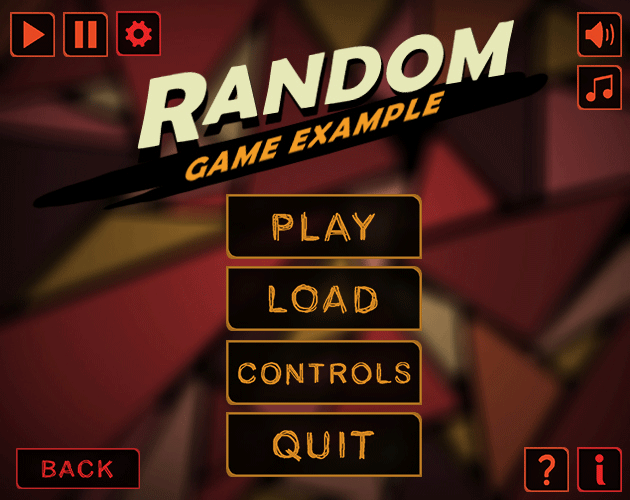 RANDOM
GAME EXAMPLE
PLAY
LOAD
CONTROLS
QUIT
BACK
? i